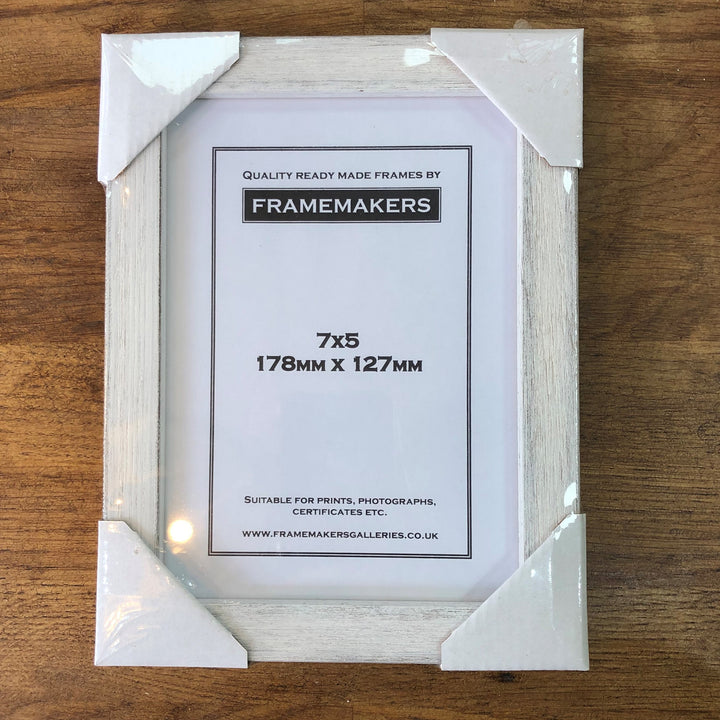 QUALITY READY MADE FRAMES BY
FRAMEMAKERS
7X5
178MM X 127MM
SUITABLE FOR PRINTS, PHOTOGRAPHS,
CERTIFICATES ETC.
WWW.FRAMEMAKERSGALLERIES.CO.UK